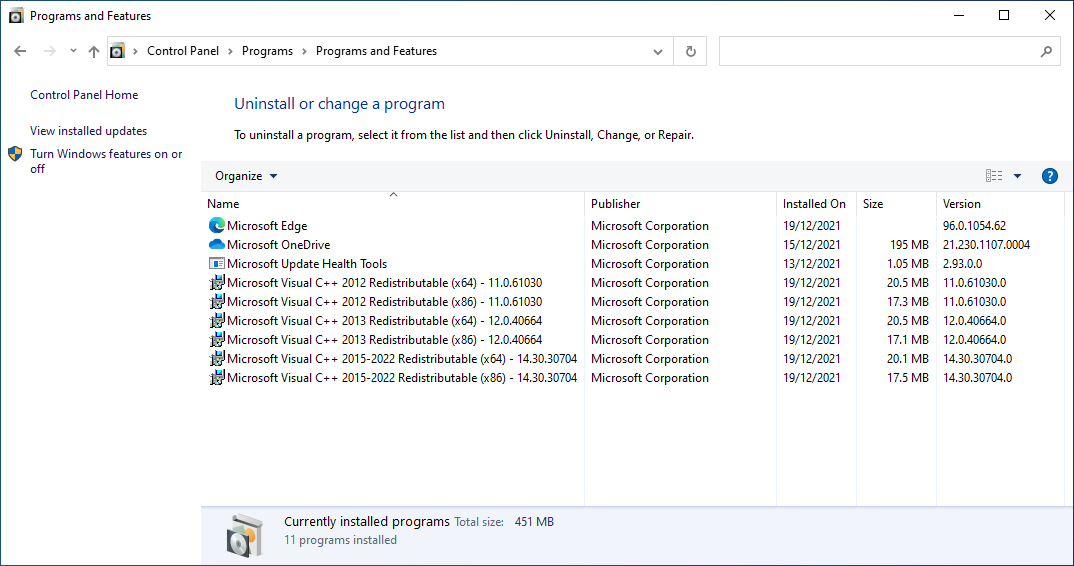 Programs and Features
Control Panel > Programs > Programs and Features
Control Panel Home
View installed updates
Turn Windows features on or
off
Uninstall or change a program
To uninstall a program, select it from the list and then click Uninstall, Change, or Repair.
Organize
Name Publisher Installed On Size Version
Microsoft Edge Microsoft Corporation 19/12/2021 96.0.1054.62
Microsoft OneDrive Microsoft Corporation 15/12/2021 195 MB 21.230.1107.0004
Microsoft Update Health Tools Microsoft Corporation 13/12/2021 1.05 MB 2.93.0.0
Microsoft Visual C++ 2012 Redistributable (x64) - 11.0.61030 Microsoft Corporation 19/12/2021 20.5 MB 11.0.61030.0
Microsoft Visual C++ 2012 Redistributable (x86) - 11.0.61030 Microsoft Corporation 19/12/2021 17.3 MB 11.0.61030.0
Microsoft Visual C++ 2013 Redistributable (x64) - 12.0.40664 Microsoft Corporation 19/12/2021 20.5 MB 12.0.40664.0
Microsoft Visual C++ 2013 Redistributable (x86) - 12.0.40664 Microsoft Corporation 19/12/2021 17.1 MB 12.0.40664.0
Microsoft Visual C++ 2015-2022 Redistributable (x64) - 14.30.30704 Microsoft Corporation 19/12/2021 20.1 MB 14.30.30704.0
Microsoft Visual C++ 2015-2022 Redistributable (x86) - 14.30.30704 Microsoft Corporation 19/12/2021 17.5 MB 14.30.30704.0
Currently installed programs Total size: 451 MB
11 programs installed